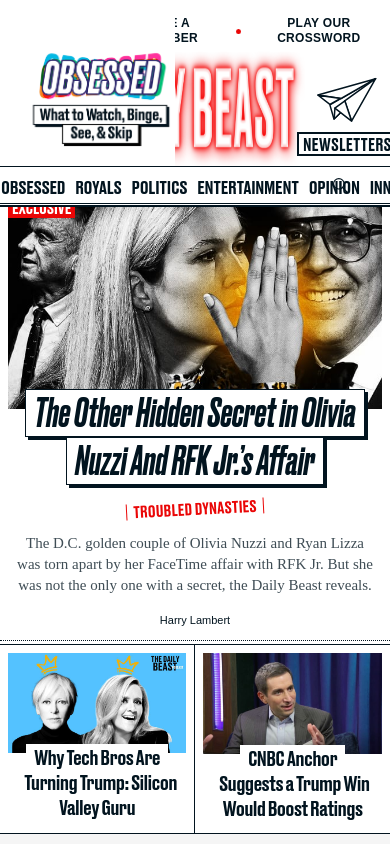 E A
BER
PLAY OUR
CROSSWORD
OBSESSED
What to Watch, Binge,
See, & Skip
Y BEAST
NEWSLETTERS
OBSESSED ROYALS POLITICS ENTERTAINMENT OPINION INN
EXCLUSIVE
The Other Hidden Secret in Olivia
Nuzzi And RFK Jr.’s Affair
TROUBLED DYNASTIES
The D.C. golden couple of Olivia Nuzzi and Ryan Lizza
was torn apart by her FaceTime affair with RFK Jr. But she
was not the only one with a secret, the Daily Beast reveals.
Harry Lambert
THE DAILY
BEAST
Why Tech Bros Are
Turning Trump: Silicon
Valley Guru
CNBC Anchor
Suggests a Trump Win
Would Boost Ratings